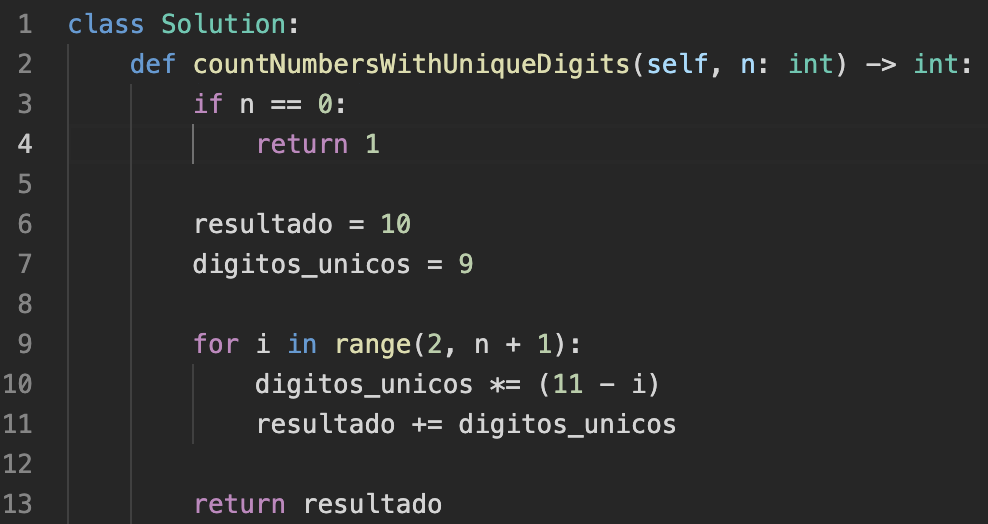 1 class Solution:
2     def countNumbersWithUniqueDigits(self, n: int) -> int:
3         if n == 0:
4             return 1
5
6         resultado = 10
7         digitos_unicos = 9
8
9         for i in range(2, n + 1):
10             digitos_unicos *= (11 - i)
11             resultado += digitos_unicos
12
13         return resultado